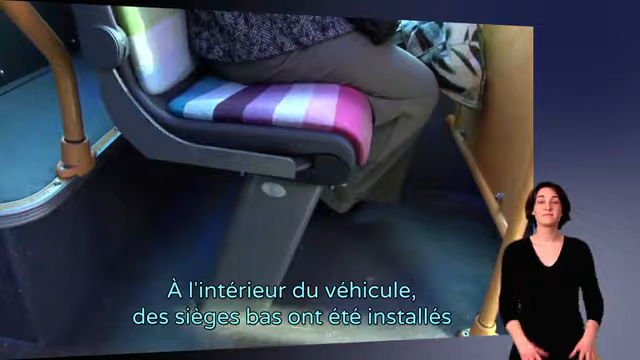 À l'intérieur du véhicule,
des sièges bas ont été installés